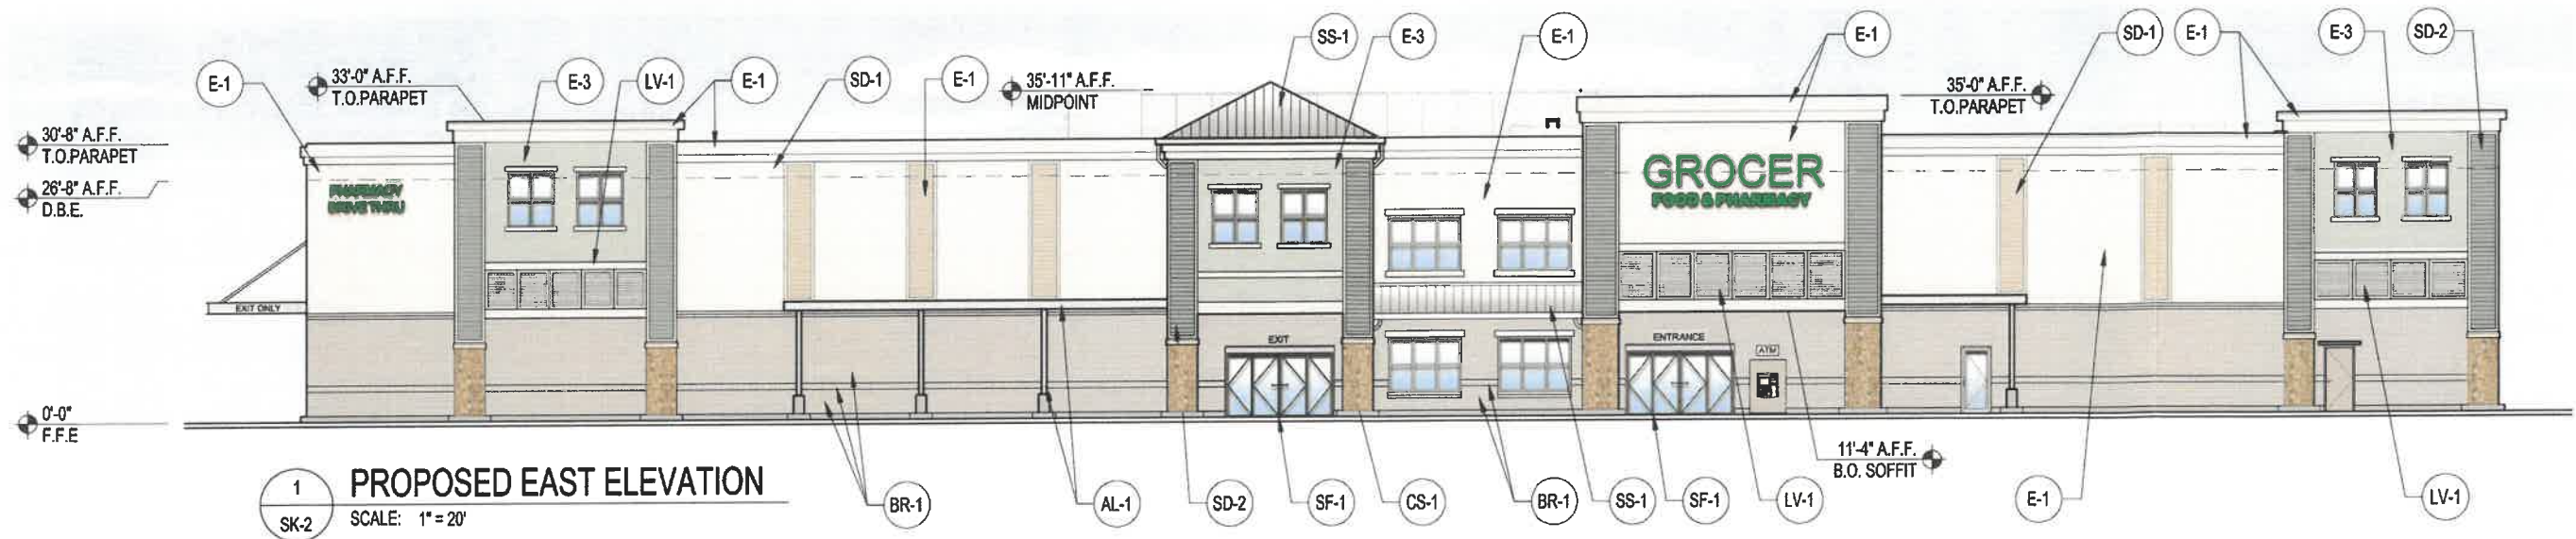 SS-1
E-3
E-1
E-1
SD-1
E-1
E-3
SD-2
E-1
33'-0" A.F.F.
T.O.PARAPET
E-3
LV-1
E-1
SD-1
E-1
35'-11" A.F.F.
MIDPOINT
35'-0" A.F.F.
T.O.PARAPET
30'-8" A.F.F.
T.O.PARAPET
26'-8" A.F.F.
D.B.E.
PHARMACY
DRIVE THRU
GROCER
FOOD & PHARMACY
EXIT ONLY
EXIT
ENTRANCE
ATM
0'-0"
F.F.E
11'-4" A.F.F.
B.O. SOFFIT
1
SK-2
PROPOSED EAST ELEVATION
SCALE: 1" = 20'
BR-1
AL-1
SD-2
SF-1
CS-1
BR-1
SS-1
SF-1
LV-1
E-1
LV-1